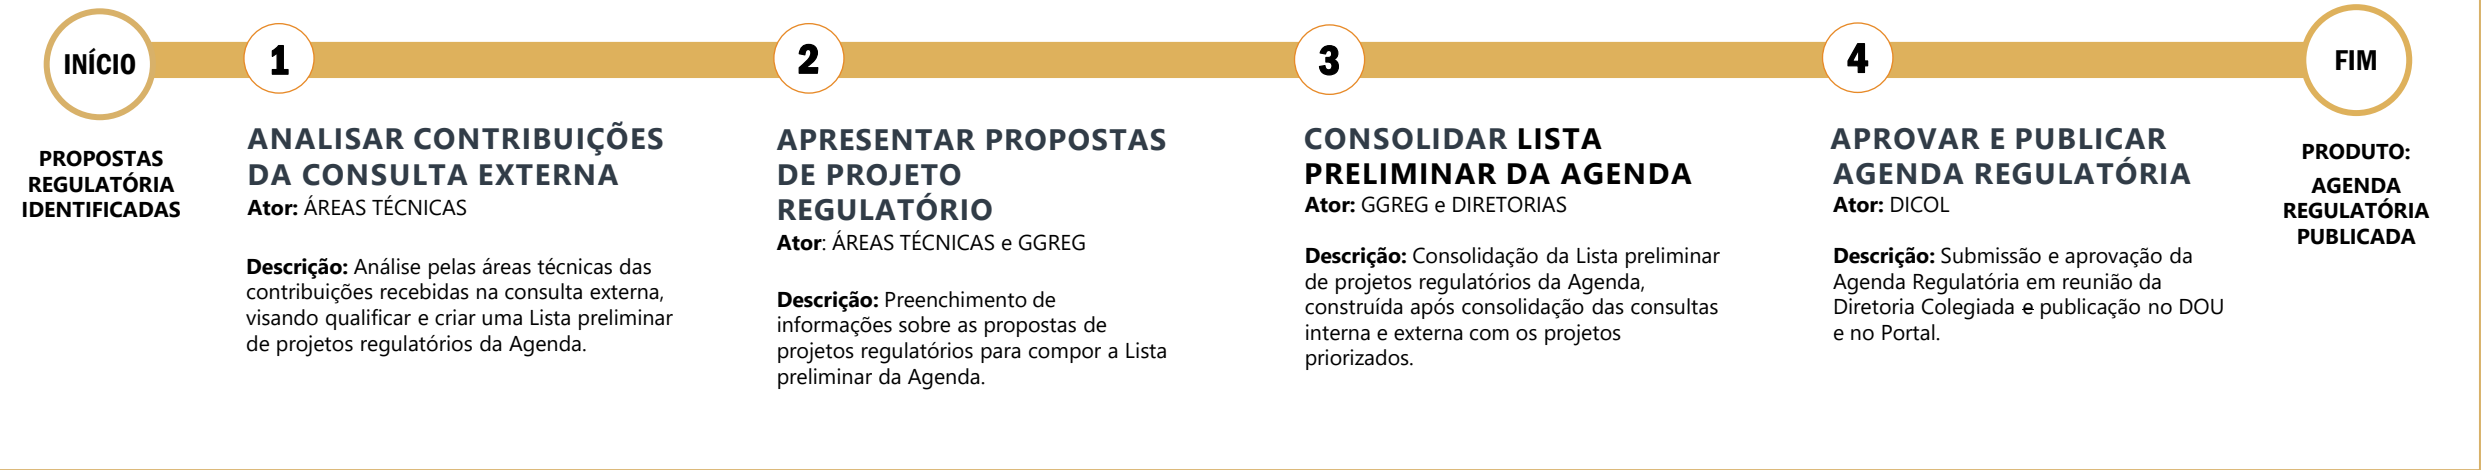 INÍCIO
PROPOSTAS
REGULATÓRIA
IDENTIFICADAS
1
ANALISAR CONTRIBUIÇÕES
DA CONSULTA EXTERNA
Ator: ÁREAS TÉCNICAS
Descrição: Análise pelas áreas técnicas das
contribuições recebidas na consulta externa,
visando qualificar e criar uma Lista preliminar
de projetos regulatórios da Agenda.
2
APRESENTAR PROPOSTAS
DE PROJETO
REGULATÓRIO
Ator: ÁREAS TÉCNICAS e GGREG
Descrição: Preenchimento de
informações sobre as propostas de
projetos regulatórios para compor a Lista
preliminar da Agenda.
3
CONSOLIDAR LISTA
PRELIMINAR DA AGENDA
Ator: GGREG e DIRETORIAS
Descrição: Consolidação da Lista preliminar
de projetos regulatórios da Agenda,
construída após consolidação das consultas
interna e externa com os projetos
priorizados.
4
APROVAR E PUBLICAR
AGENDA REGULATÓRIA
Ator: DICOL
Descrição: Submissão e aprovação da
Agenda Regulatória em reunião da
Diretoria Colegiada e publicação no DOU
e no Portal.
FIM
PRODUTO:
AGENDA
REGULATÓRIA
PUBLICADA